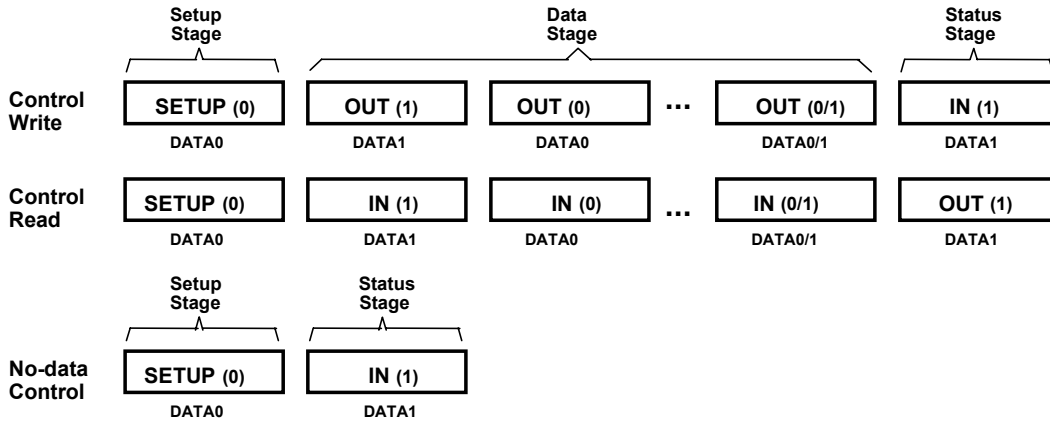 Setup
Stage
Data
Stage
Status
Stage
Control
Write
SETUP (0)
OUT (1)
OUT (0)
...
OUT (0/1)
IN (1)
DATA0
DATA1
DATA0
DATA0/1
DATA1
Control
Read
SETUP (0)
IN (1)
IN (0)
...
IN (0/1)
OUT (1)
DATA0
DATA1
DATA0
DATA0/1
DATA1
Setup
Stage
Status
Stage
No-data
Control
SETUP (0)
IN (1)
DATA0
DATA1